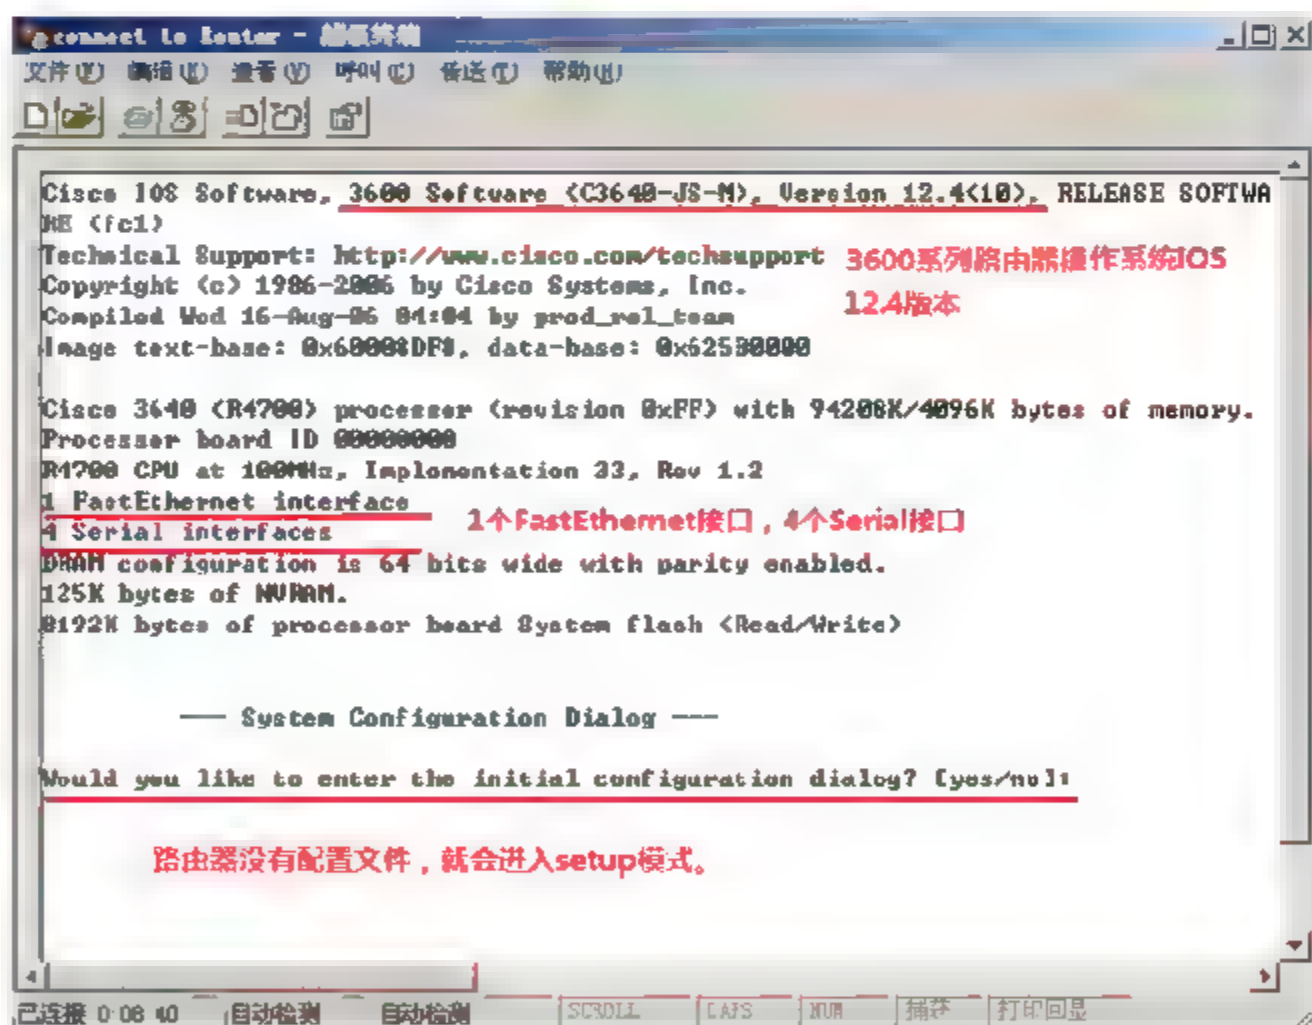 connect to Router - 超级终端
文件(F) 编辑(E) 查看(V) 呼叫(C) 传送(T) 帮助(H)
Cisco IOS Software, 3600 Software (C3640-JS-M), Version 12.4(10), RELEASE SOFTWA
RE (fc1)
Technical Support: http://www.cisco.com/techsupport
3600系列路由器操作系统IOS
12.4版本
Copyright (c) 1986-2006 by Cisco Systems, Inc.
Compiled Wed 16-Aug-06 04:04 by prod_rel_team
Image text-base: data-base:
Cisco 3640 (R4700) processor (revision 0xFF) with 94208K/4096K bytes of memory.
Processor board ID 00000000
R4700 CPU at 100MHz, Implementation 33, Rev 1.2
1 FastEthernet interface
4 Serial interfaces
1个FastEthernet接口，4个Serial接口
DRAM configuration is 64 bits wide with parity enabled.
125K bytes of NVRAM.
8192K bytes of processor board System flash (Read/Write)
--- System Configuration Dialog ---
Would you like to enter the initial configuration dialog? [yes/no]:
路由器没有配置文件，就会进入setup模式。
已连接 0:08:40 自动检测 自动检测 SCROLL CAPS NUM 捕获 打印回显